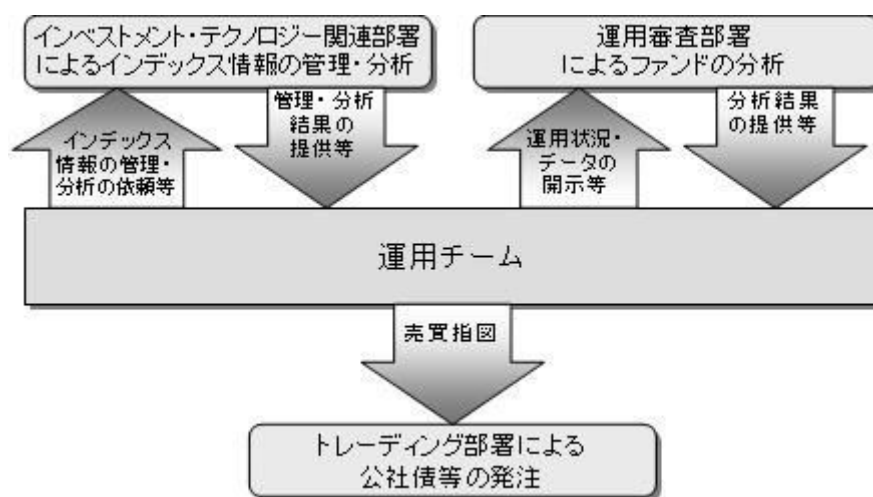 インベストメント・テクノロジー関連部署
によるインデックス情報の管理・分析
運用審査部署
によるファンドの分析
インデックス
情報の管理・
分析の依頼等
管理・分析
結果の
提供等
運用状況・
データの
開示等
分析結果
の提供等
運用チーム
売買指図
トレーディング部署による
公社債等の発注